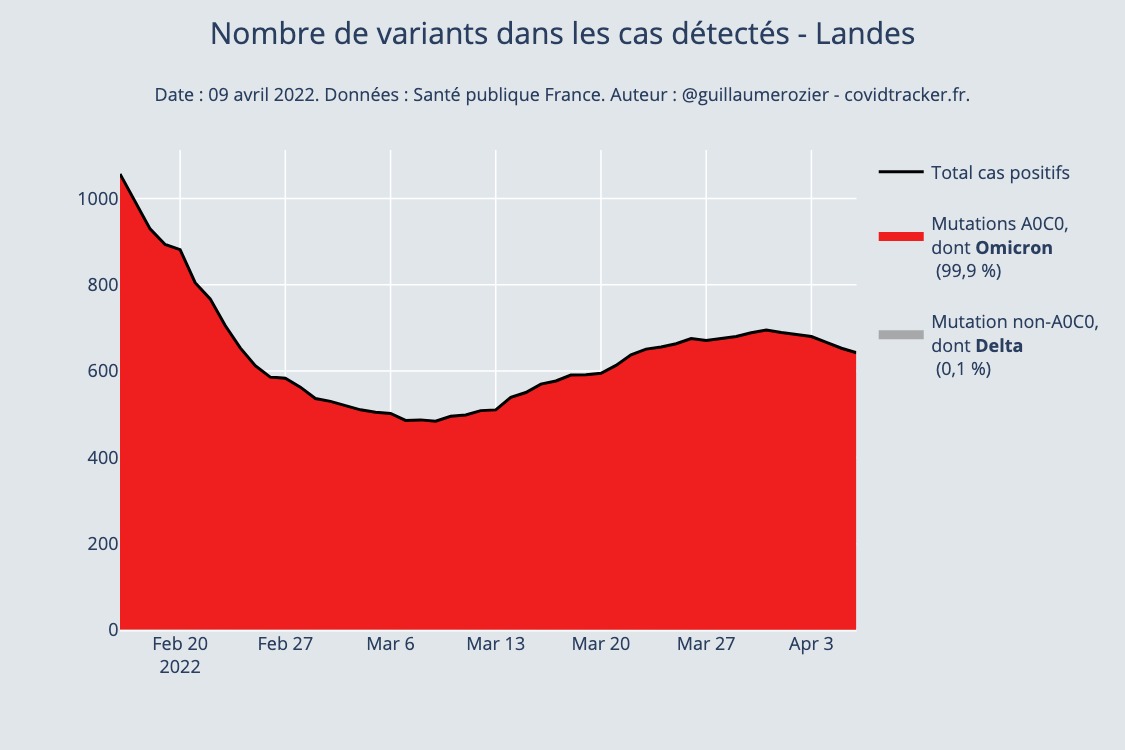 Nombre de variants dans les cas détectés - Landes
Date : 09 avril 2022. Données : Santé publique France. Auteur : @guillaumerozier - covidtracker.fr.
1000
800
600
400
200
0
Feb 20
2022
Feb 27
Mar 6
Mar 13
Mar 20
Mar 27
Apr 3
Total cas positifs
Mutations A0C0,
dont Omicron
(99,9 %)
Mutation non-A0C0,
dont Delta
(0,1 %)